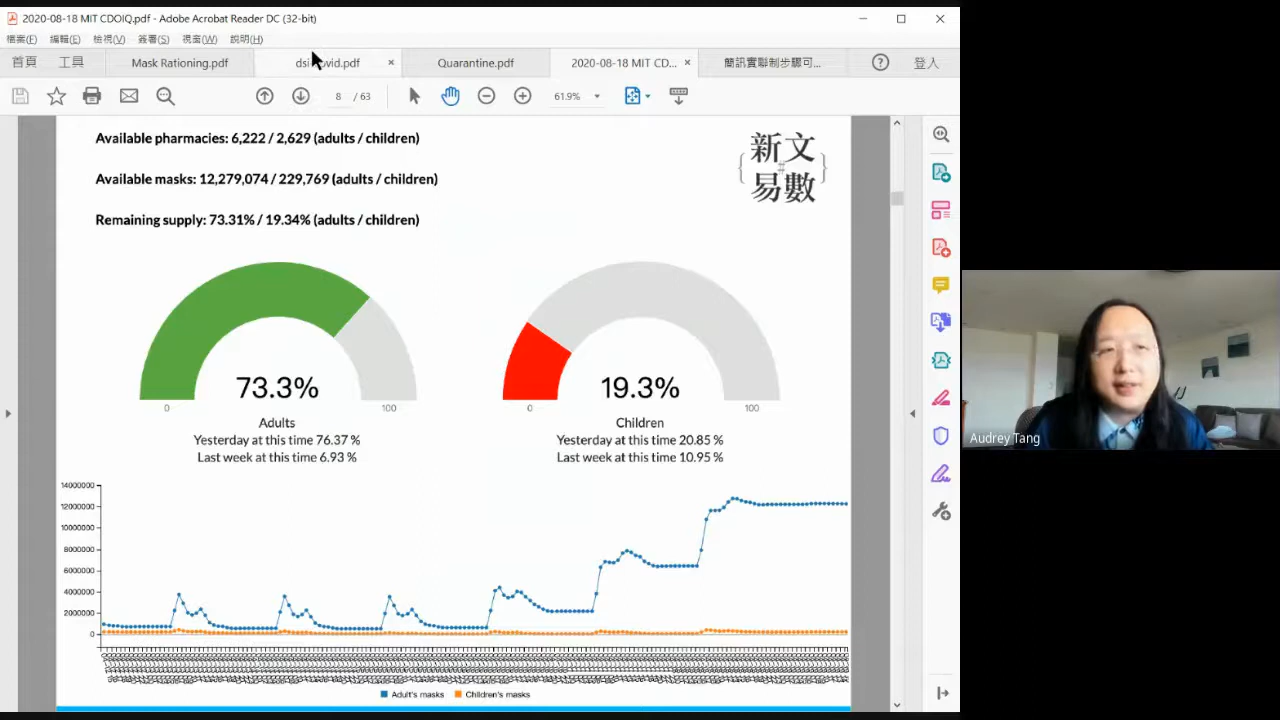 2020-08-18 MIT CDOIQ.pdf - Adobe Acrobat Reader DC (32-bit)
檔案(F) 編輯(E) 檢視(V) 簽署(S) 視窗(W) 說明(H)
首頁 工具 Mask Rationing.pdf Quarantine.pdf 2020-08-18 MIT CD... 簡訊實聯制步驟可... 登入
8 / 63 61.9%
Available pharmacies: 6,222 / 2,629 (adults / children)
Available masks: 12,279,074 / 229,769 (adults / children)
Remaining supply: 73.31% / 19.34% (adults / children)
新文
{ # }
易數
73.3% 19.3%
0 100 0 100
Adults Children
Yesterday at this time 76.37 % Yesterday at this time 20.85 %
Last week at this time 6.93 % Last week at this time 10.95 %
14000000
12000000
10000000
8000000
6000000
4000000
2000000
0
Adult's masks Children's masks
Audrey Tang